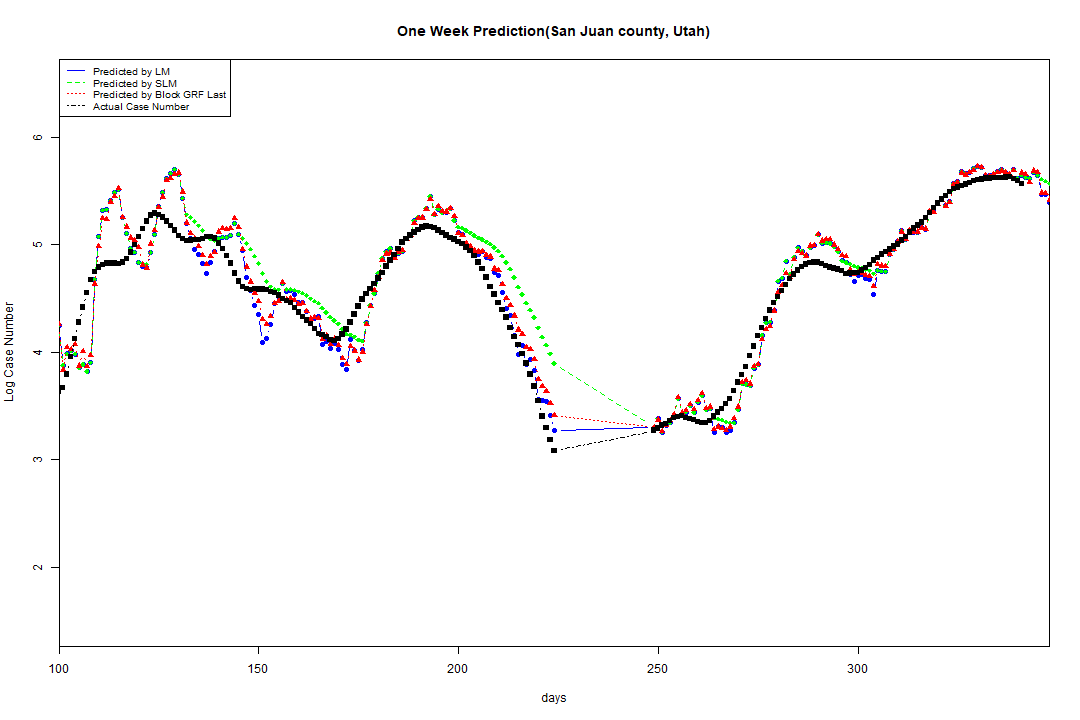 One Week Prediction(San Juan county, Utah)
Predicted by LM
Predicted by SLM
Predicted by Block GRF Last
Actual Case Number
6
5
4
3
2
Log Case Number
100 150 200 250 300
days